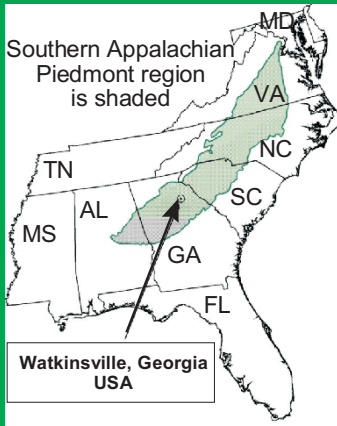 MD
Southern Appalachian
Piedmont region
is shaded
VA
NC
TN
SC
AL
MS
GA
FL
Watkinsville, Georgia
USA